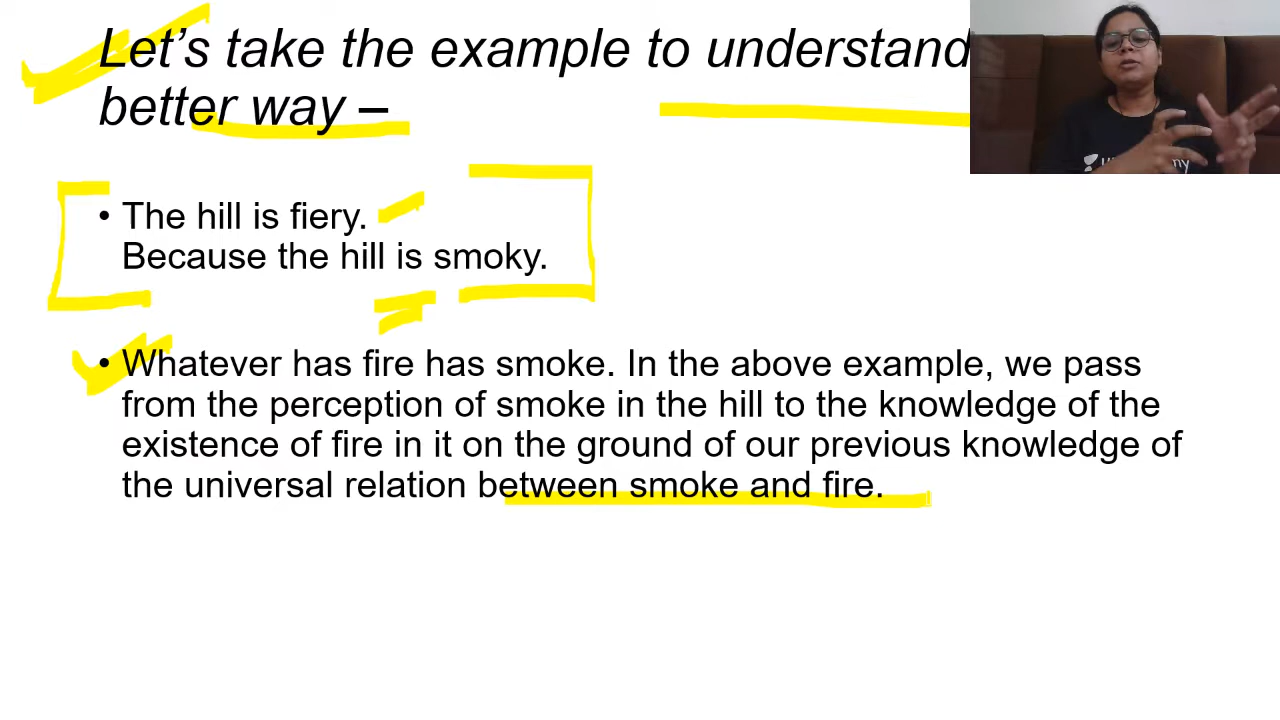 Let's take the example to understand
better way –
• The hill is fiery.
Because the hill is smoky.
• Whatever has fire has smoke. In the above example, we pass
from the perception of smoke in the hill to the knowledge of the
existence of fire in it on the ground of our previous knowledge of
the universal relation between smoke and fire.